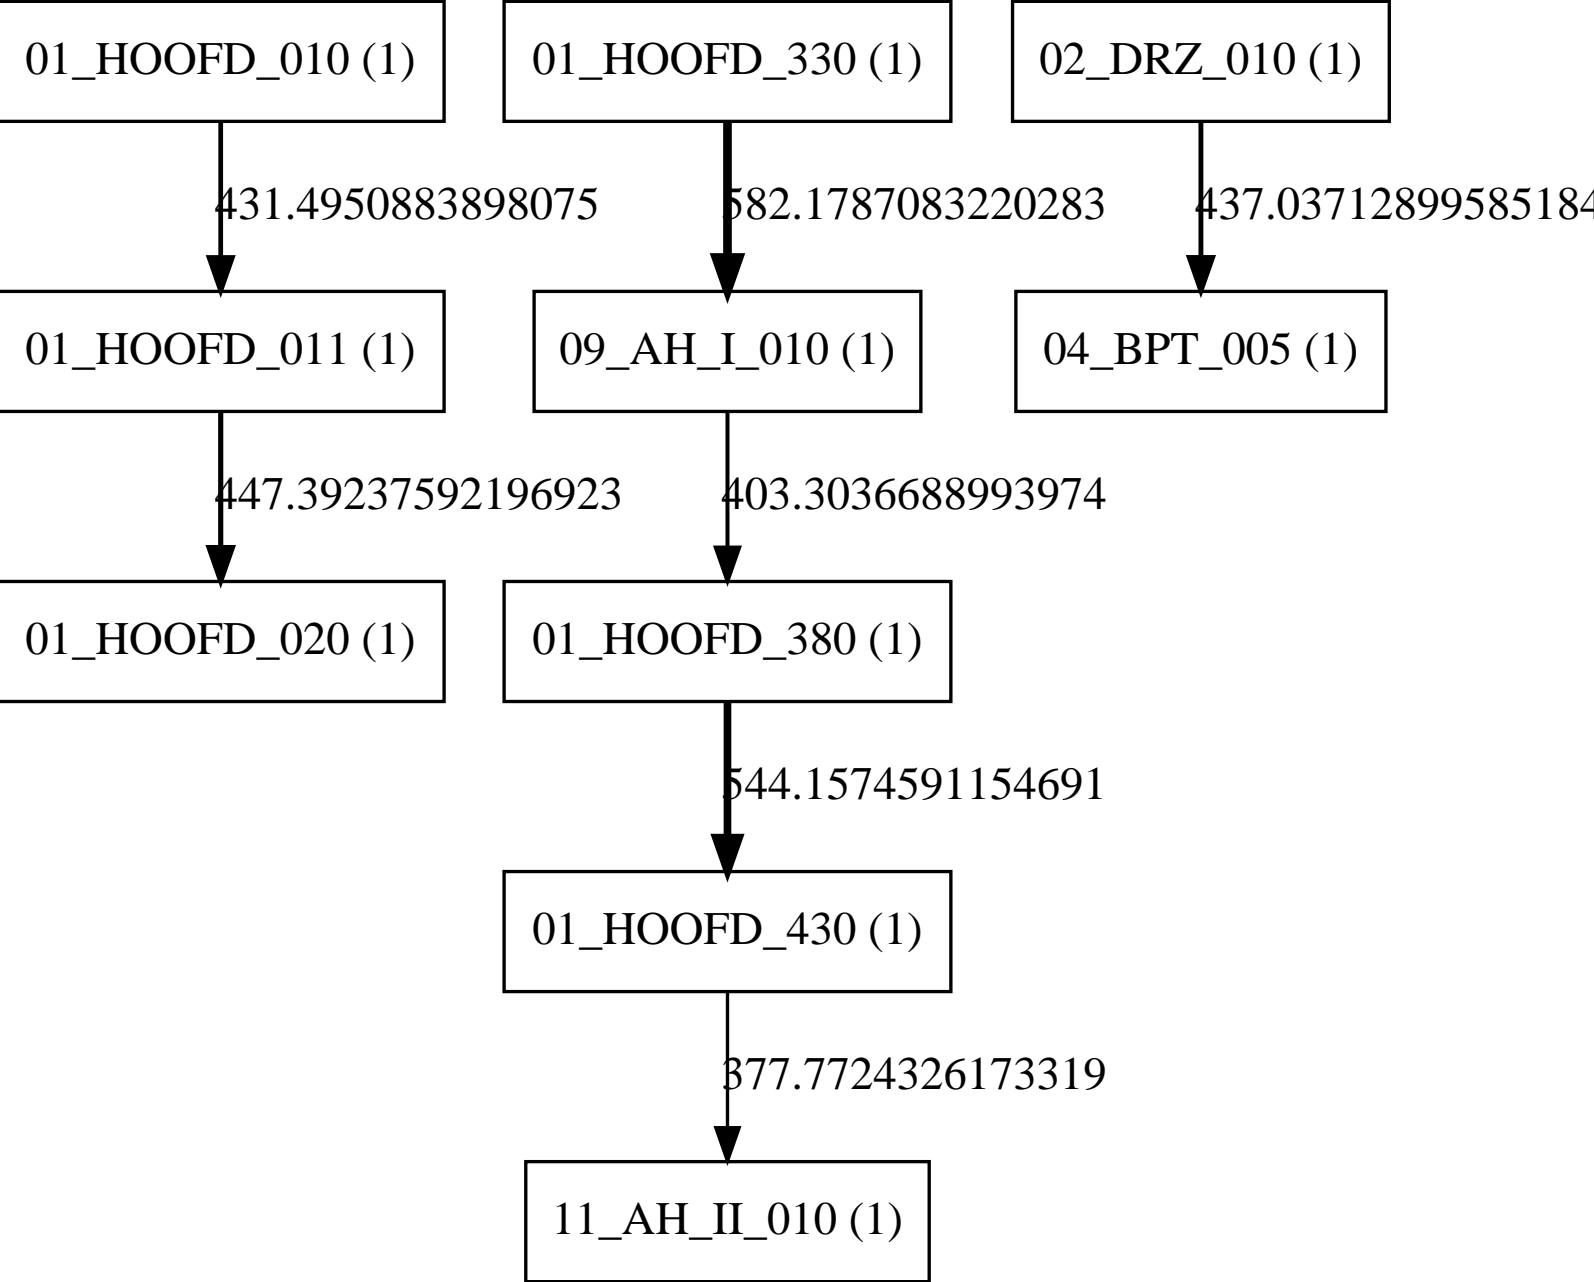 01_HOOFD_010 (1)
01_HOOFD_330 (1)
02_DRZ_010 (1)
431.4950883898075
582.1787083220283
437.03712899585184
01_HOOFD_011 (1)
09_AH_I_010 (1)
04_BPT_005 (1)
447.39237592196923
403.3036688993974
01_HOOFD_020 (1)
01_HOOFD_380 (1)
544.1574591154691
01_HOOFD_430 (1)
377.7724326173319
11_AH_II_010 (1)